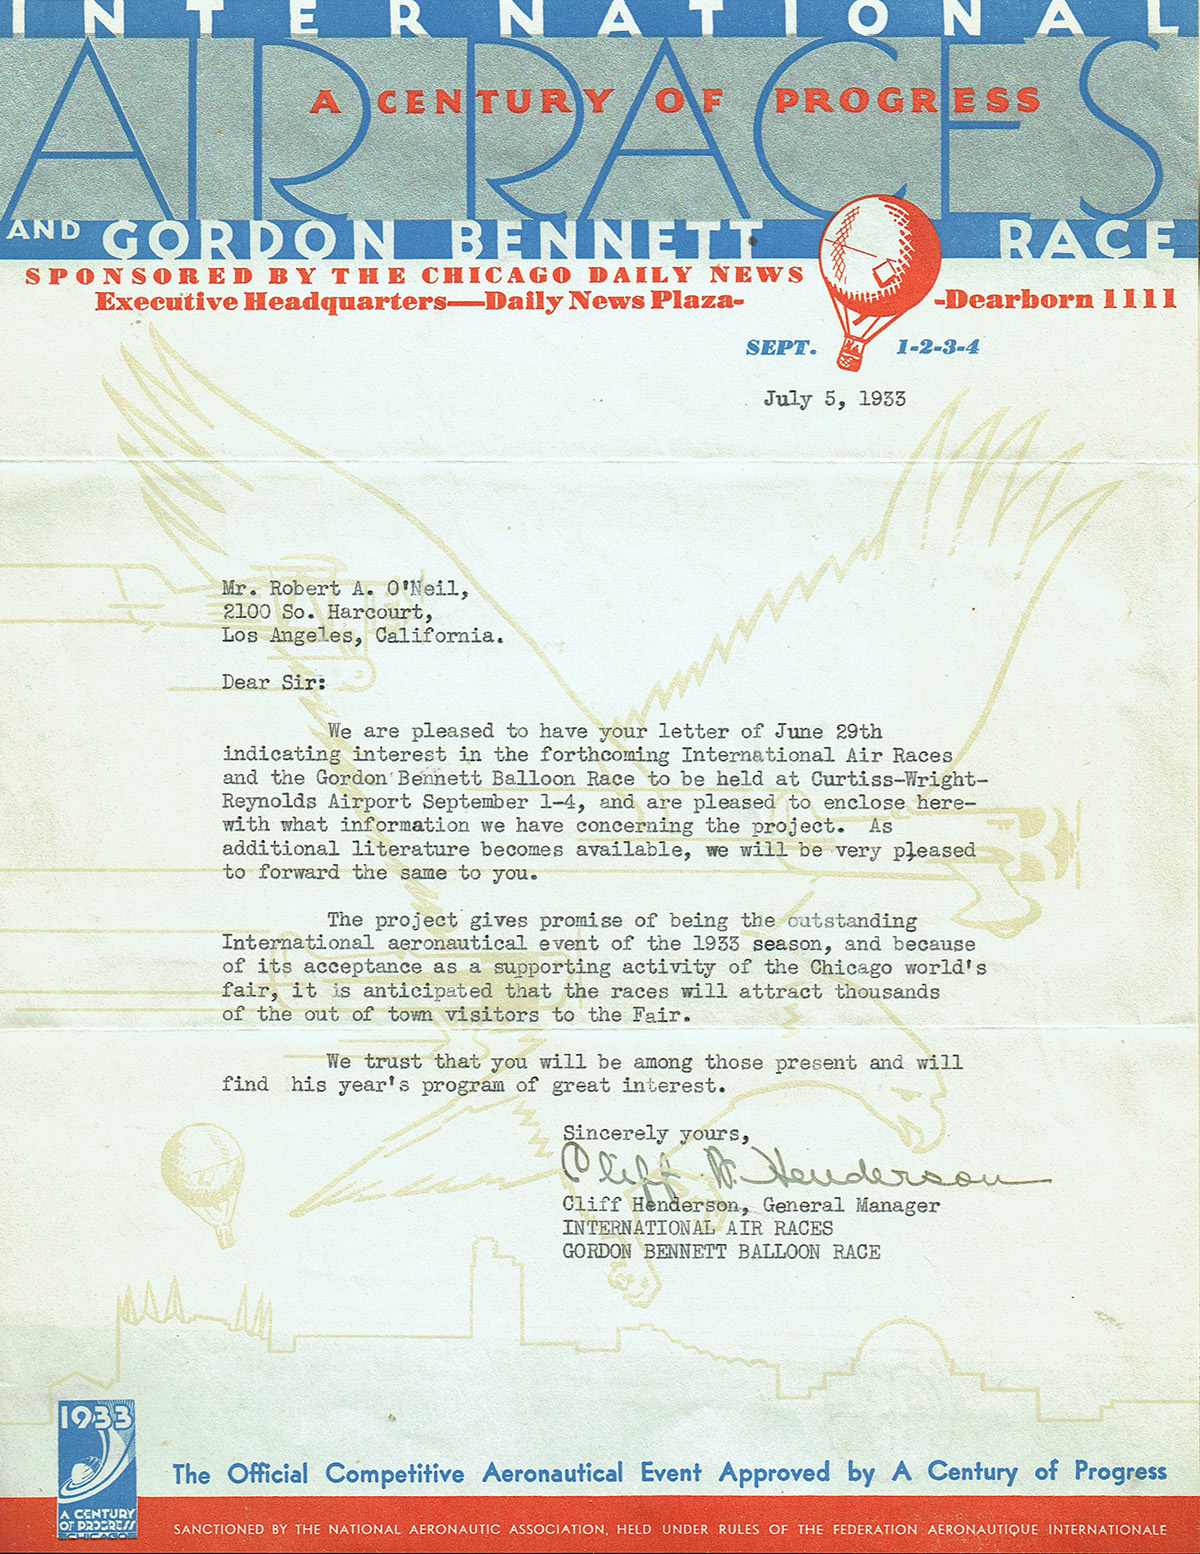 INTERNATIONAL
AIR RACES
A CENTURY OF PROGRESS
AND GORDON BENNETT RACE
SPONSORED BY THE CHICAGO DAILY NEWS
Executive Headquarters—Daily News Plaza- -Dearborn 1111
SEPT. 1-2-3-4
July 5, 1933
Mr. Robert A. O'Neil,
2100 So. Harcourt,
Los Angeles, California.
Dear Sir:
We are pleased to have your letter of June 29th
indicating interest in the forthcoming International Air Races
and the Gordon Bennett Balloon Race to be held at Curtiss-Wright-
Reynolds Airport September 1-4, and are pleased to enclose here-
with what information we have concerning the project. As
additional literature becomes available, we will be very pleased
to forward the same to you.
The project gives promise of being the outstanding
International aeronautical event of the 1933 season, and because
of its acceptance as a supporting activity of the Chicago world's
fair, it is anticipated that the races will attract thousands
of the out of town visitors to the Fair.
We trust that you will be among those present and will
find his year's program of great interest.
Sincerely yours,
Cliff W. Henderson
Cliff Henderson, General Manager
INTERNATIONAL AIR RACES
GORDON BENNETT BALLOON RACE
1933
A CENTURY
OF PROGRESS
CHICAGO
The Official Competitive Aeronautical Event Approved by A Century of Progress
SANCTIONED BY THE NATIONAL AERONAUTIC ASSOCIATION, HELD UNDER RULES OF THE FEDERATION AERONAUTIQUE INTERNATIONALE